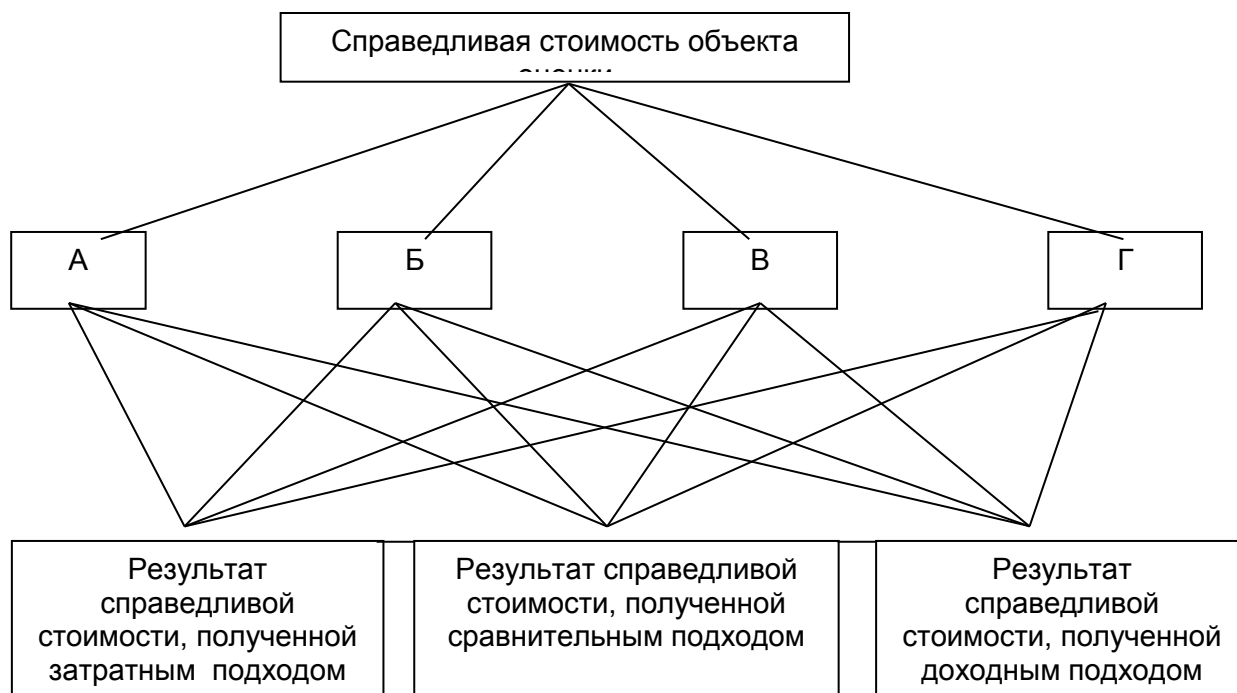 Справедливая стоимость объекта
А
Б
В
Г
Результат
справедливой
стоимости, полученной
затратным подходом
Результат справедливой
стоимости, полученной
сравнительным подходом
Результат
справедливой
стоимости, полученной
доходным подходом